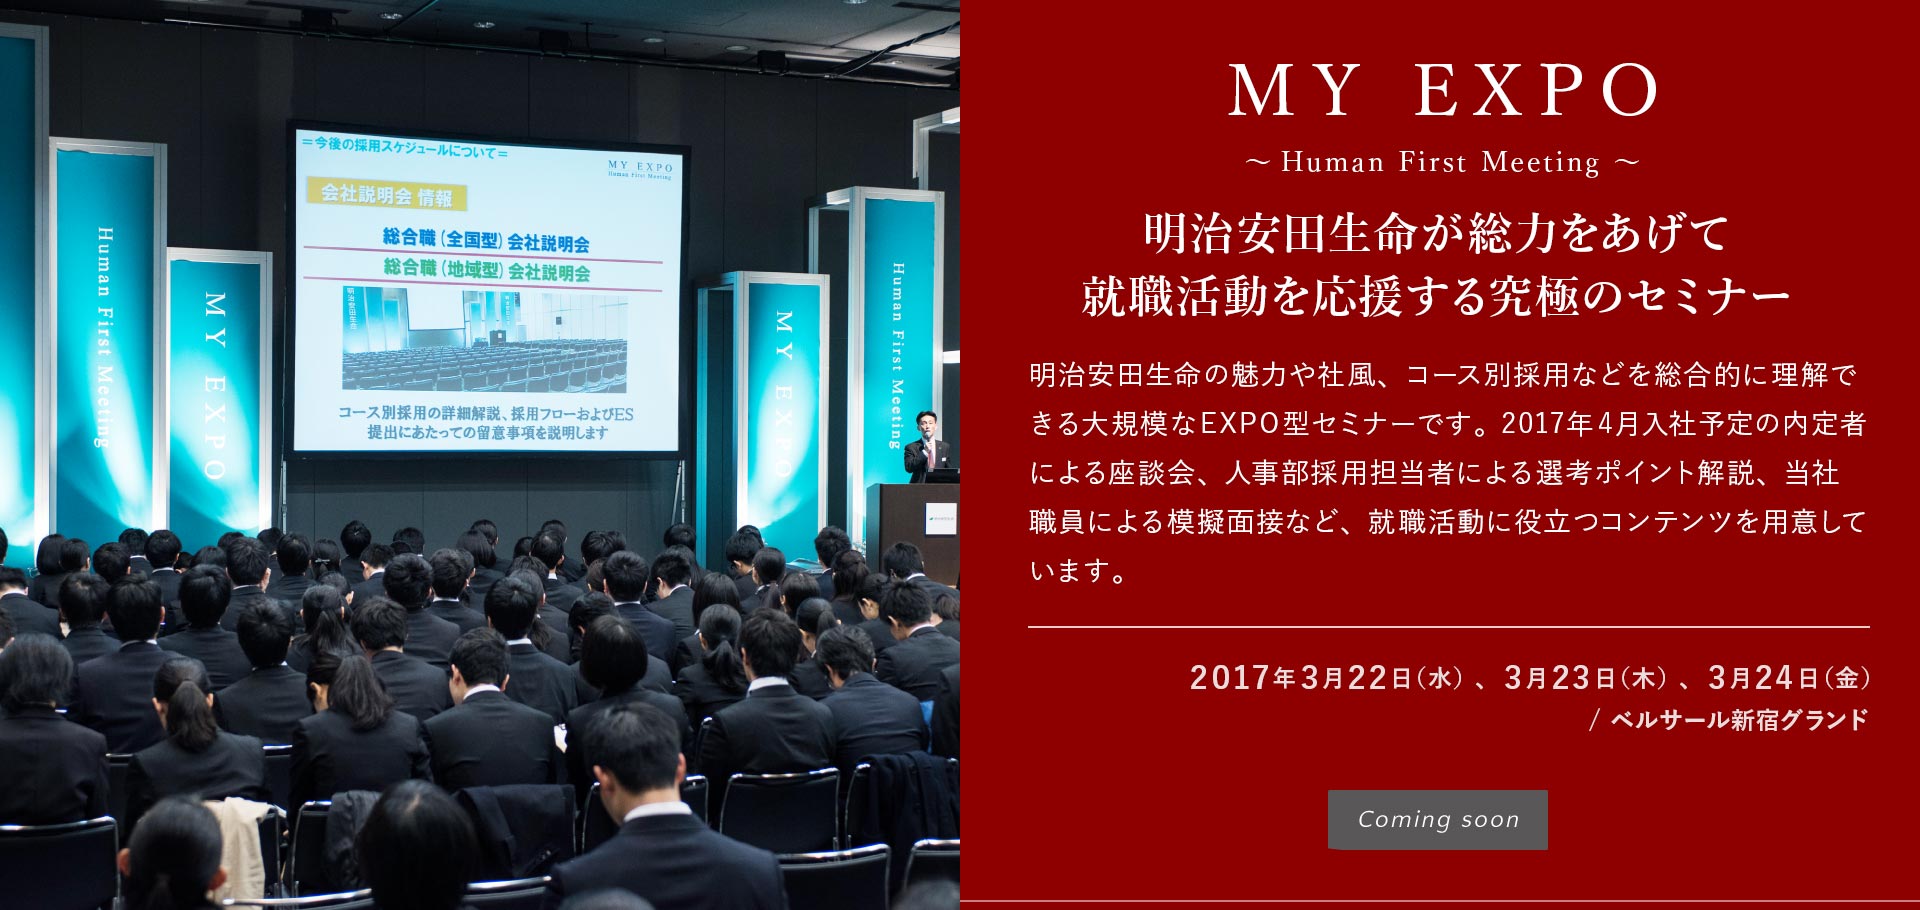 Human First Meeting
MY EXPO
＝今後の採用スケジュールについて＝
MY EXPO
Human First Meeting
会社説明会 情報
総合職(全国型)会社説明会
総合職(地域型)会社説明会
明治安田生命
コース別採用の詳細解説、採用フローおよびES
提出にあたっての留意事項を説明します
MY EXPO
Human First Meeting
MY EXPO
～ Human First Meeting ～
明治安田生命が総力をあげて
就職活動を応援する究極のセミナー
明治安田生命の魅力や社風、コース別採用などを総合的に理解で
きる大規模なEXPO型セミナーです。2017年4月入社予定の内定者
による座談会、人事部採用担当者による選考ポイント解説、当社
職員による模擬面接など、就職活動に役立つコンテンツを用意して
います。
2017年3月22日(水)、3月23日(木)、3月24日(金)
/ ベルサール新宿グランド
Coming soon